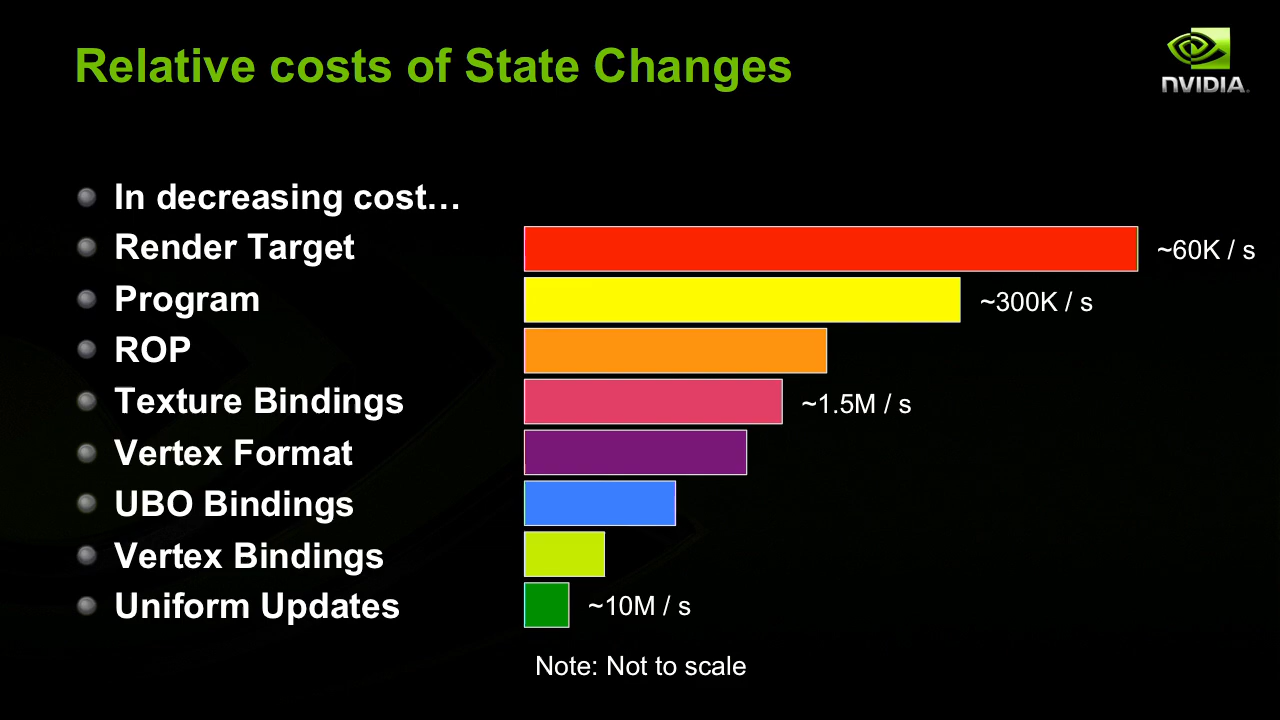 Relative costs of State Changes
NVIDIA
In decreasing cost…
Render Target
~60K / s
Program
~300K / s
ROP
Texture Bindings
~1.5M / s
Vertex Format
UBO Bindings
Vertex Bindings
Uniform Updates
~10M / s
Note: Not to scale